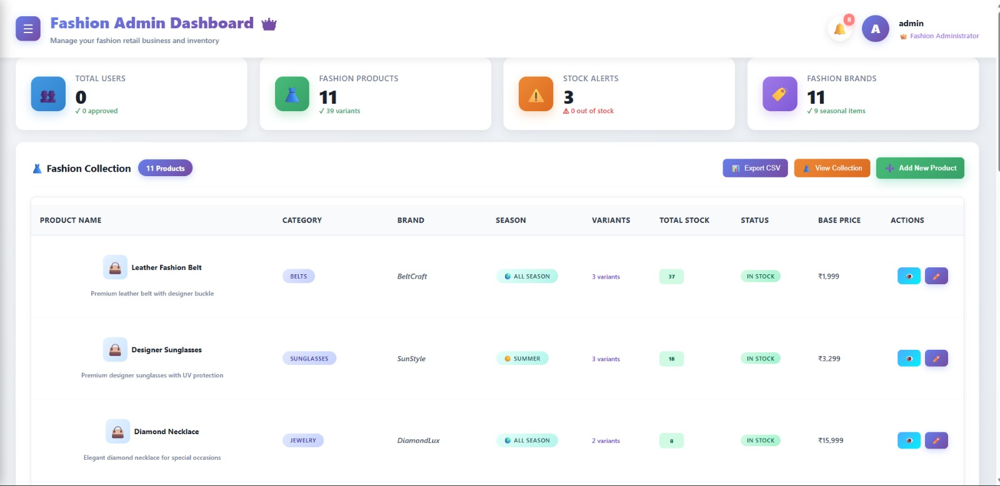 Fashion Admin Dashboard
Manage your fashion retail business and inventory
8
A
admin
Fashion Administrator
TOTAL USERS
0
✓ 0 approved
FASHION PRODUCTS
11
✓ 39 variants
STOCK ALERTS
3
⚠ 0 out of stock
FASHION BRANDS
11
✓ 9 seasonal items
Fashion Collection
11 Products
Export CSV
View Collection
Add New Product
PRODUCT NAME CATEGORY BRAND SEASON VARIANTS TOTAL STOCK STATUS BASE PRICE ACTIONS
Leather Fashion Belt
Premium leather belt with designer buckle
BELTS BeltCraft ALL SEASON 3 variants 37 IN STOCK ₹1,999
Designer Sunglasses
Premium designer sunglasses with UV protection
SUNGLASSES SunStyle SUMMER 3 variants 18 IN STOCK ₹3,299
Diamond Necklace
Elegant diamond necklace for special occasions
JEWELRY DiamondLux ALL SEASON 2 variants 8 IN STOCK ₹15,999